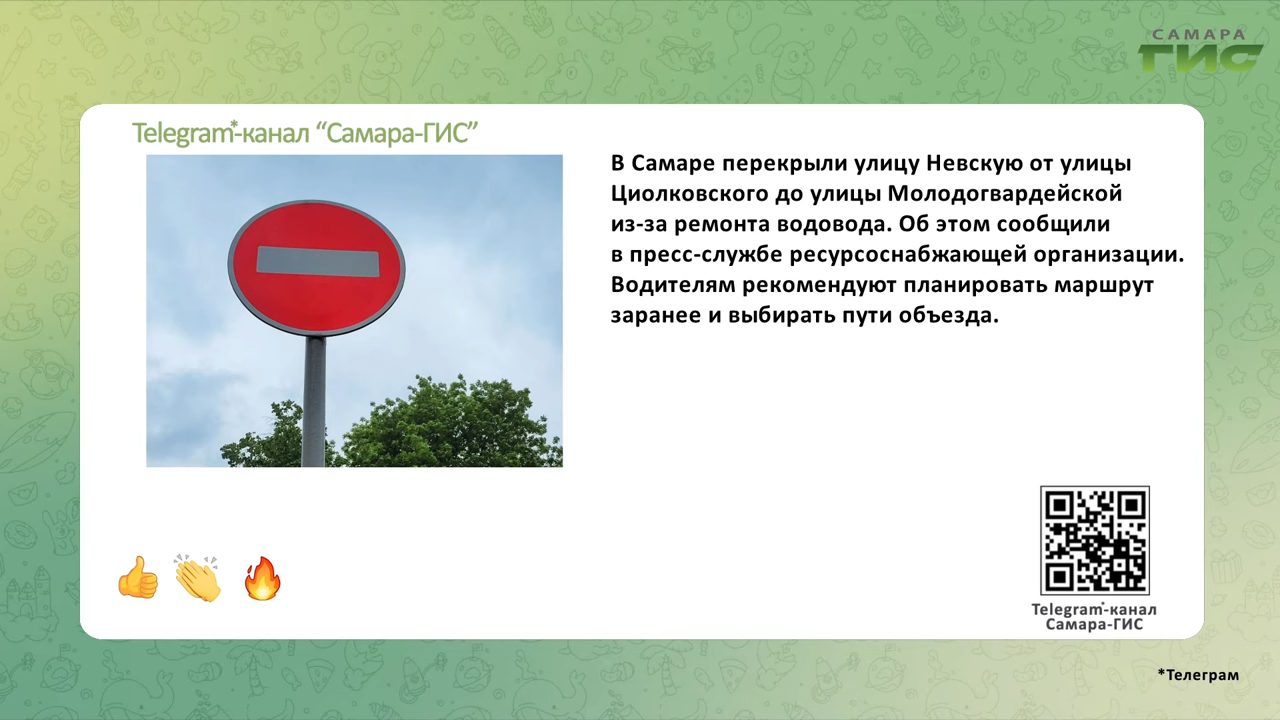 САМАРА
ГИС
Telegram*-канал “Самара-ГИС”
В Самаре перекрыли улицу Невскую от улицы
Циолковского до улицы Молодогвардейской
из-за ремонта водовода. Об этом сообщили
в пресс-службе ресурсоснабжающей организации.
Водителям рекомендуют планировать маршрут
заранее и выбирать пути объезда.
Telegram*-канал
Самара-ГИС
*Телеграм